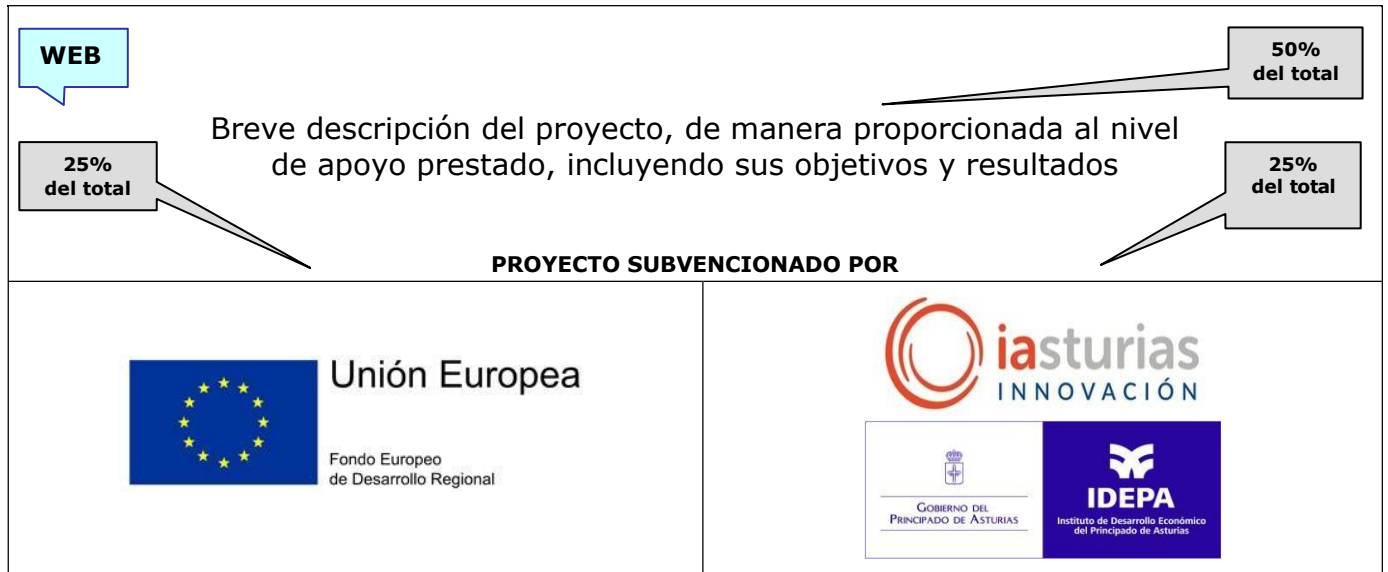 WEB
50%
del total
Breve descripción del proyecto, de manera proporcionada al nivel
de apoyo prestado, incluyendo sus objetivos y resultados
25%
del total
25%
del total
PROYECTO SUBVENCIONADO POR
Unión Europea
Fondo Europeo
de Desarrollo Regional
iasturias
INNOVACIÓN
GOBIERNO DEL
PRINCIPADO DE ASTURIAS
IDEPA
Instituto de Desarrollo Económico
del Principado de Asturias